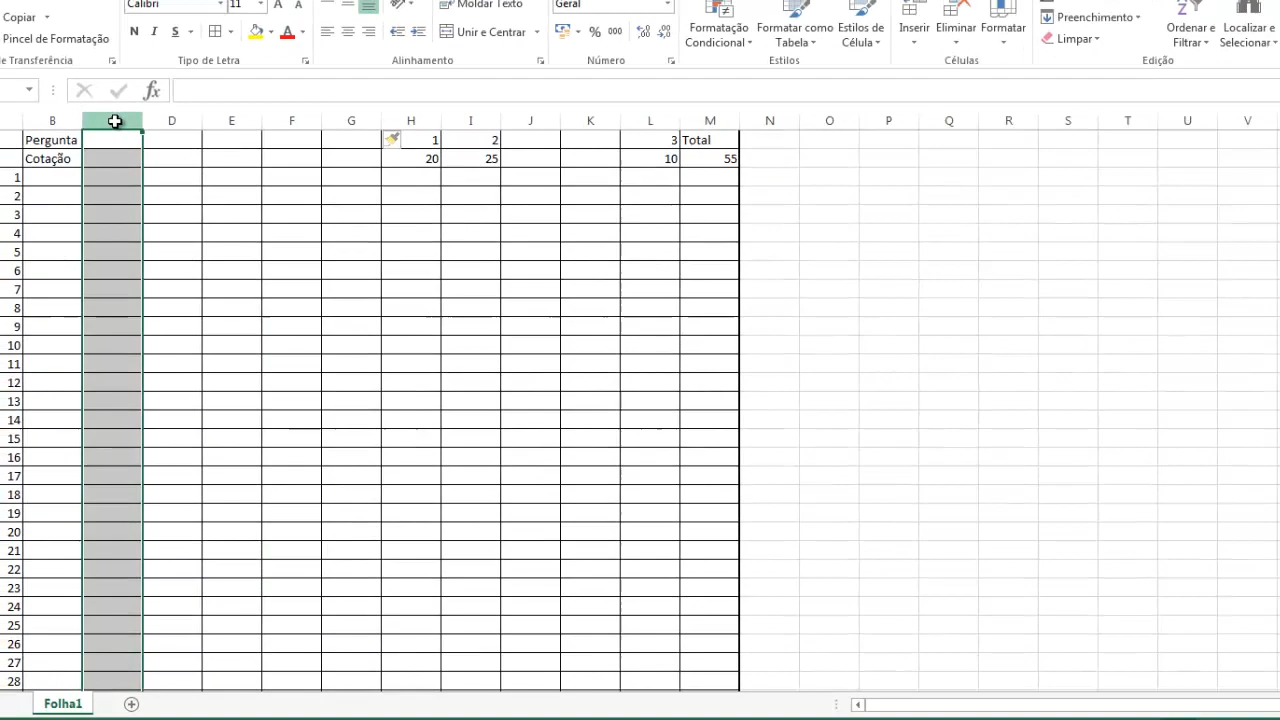 Copiar
Pincel de Formatação
Calibri 11 A A
N I S A
Moldar Texto
Unir e Centrar
Geral
% 000
Formatação Condicional
Formatar como Tabela
Estilos de Célula
Inserir
Eliminar
Formatar
Preenchimento
Limpar
Ordenar e Filtrar
Localizar e Selecionar
de Transferência
Tipo de Letra
Alinhamento
Número
Estilos
Células
Edição
fx
B D E F G H I J K L M N O P Q R S T U V
Pergunta 1 2 3 Total
Cotação 20 25 10 55
1
2
3
4
5
6
7
8
9
10
11
12
13
14
15
16
17
18
19
20
21
22
23
24
25
26
27
28
Folha1